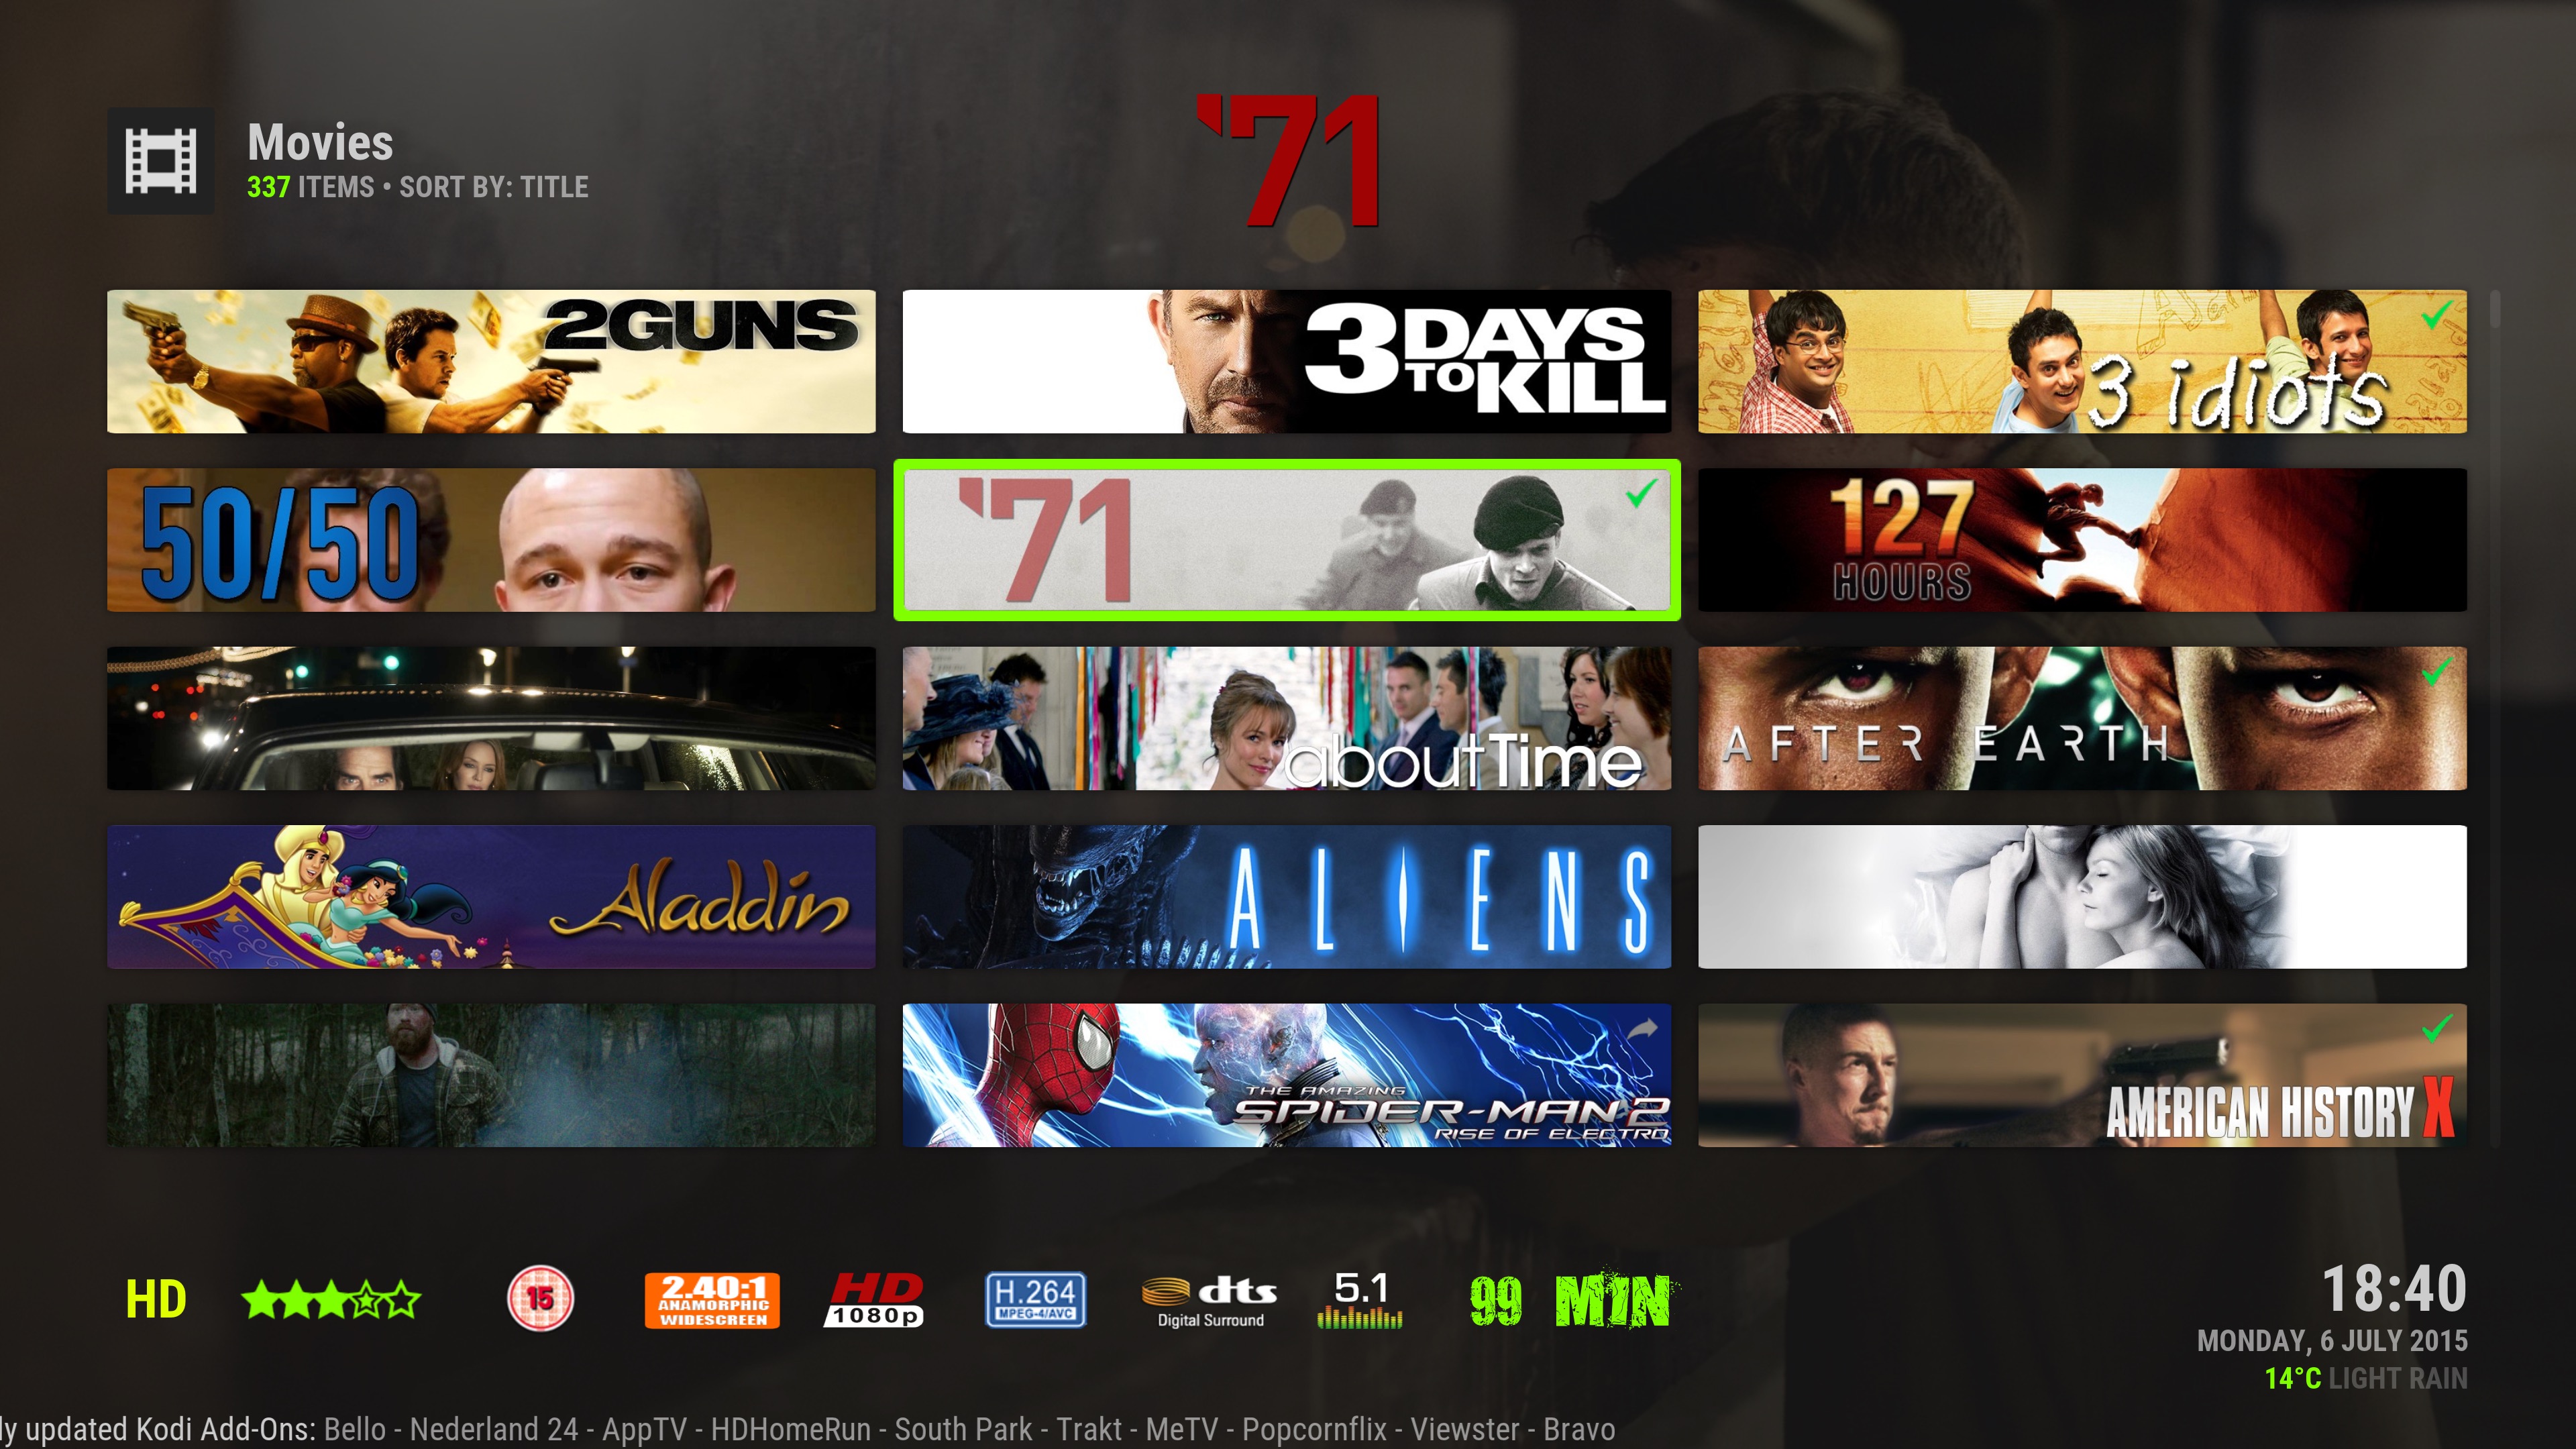 Movies
337 ITEMS • SORT BY: TITLE
'71
2GUNS
3 DAYS
TO KILL
3 idiots
50/50
'71
127
HOURS
aboutTime
AFTER EARTH
Aladdin
ALIENS
THE AMAZING
SPIDER-MAN 2
RISE OF ELECTRO
AMERICAN HISTORY X
HD
15
2.40:1
ANAMORPHIC
WIDESCREEN
HD
1080p
H.264
MPEG-4/AVC
dts
Digital Surround
5.1
99 MIN
18:40
MONDAY, 6 JULY 2015
14°C LIGHT RAIN
ly updated Kodi Add-Ons: Bello - Nederland 24 - AppTV - HDHomeRun - South Park - Trakt - MeTV - Popcornflix - Viewster - Bravo